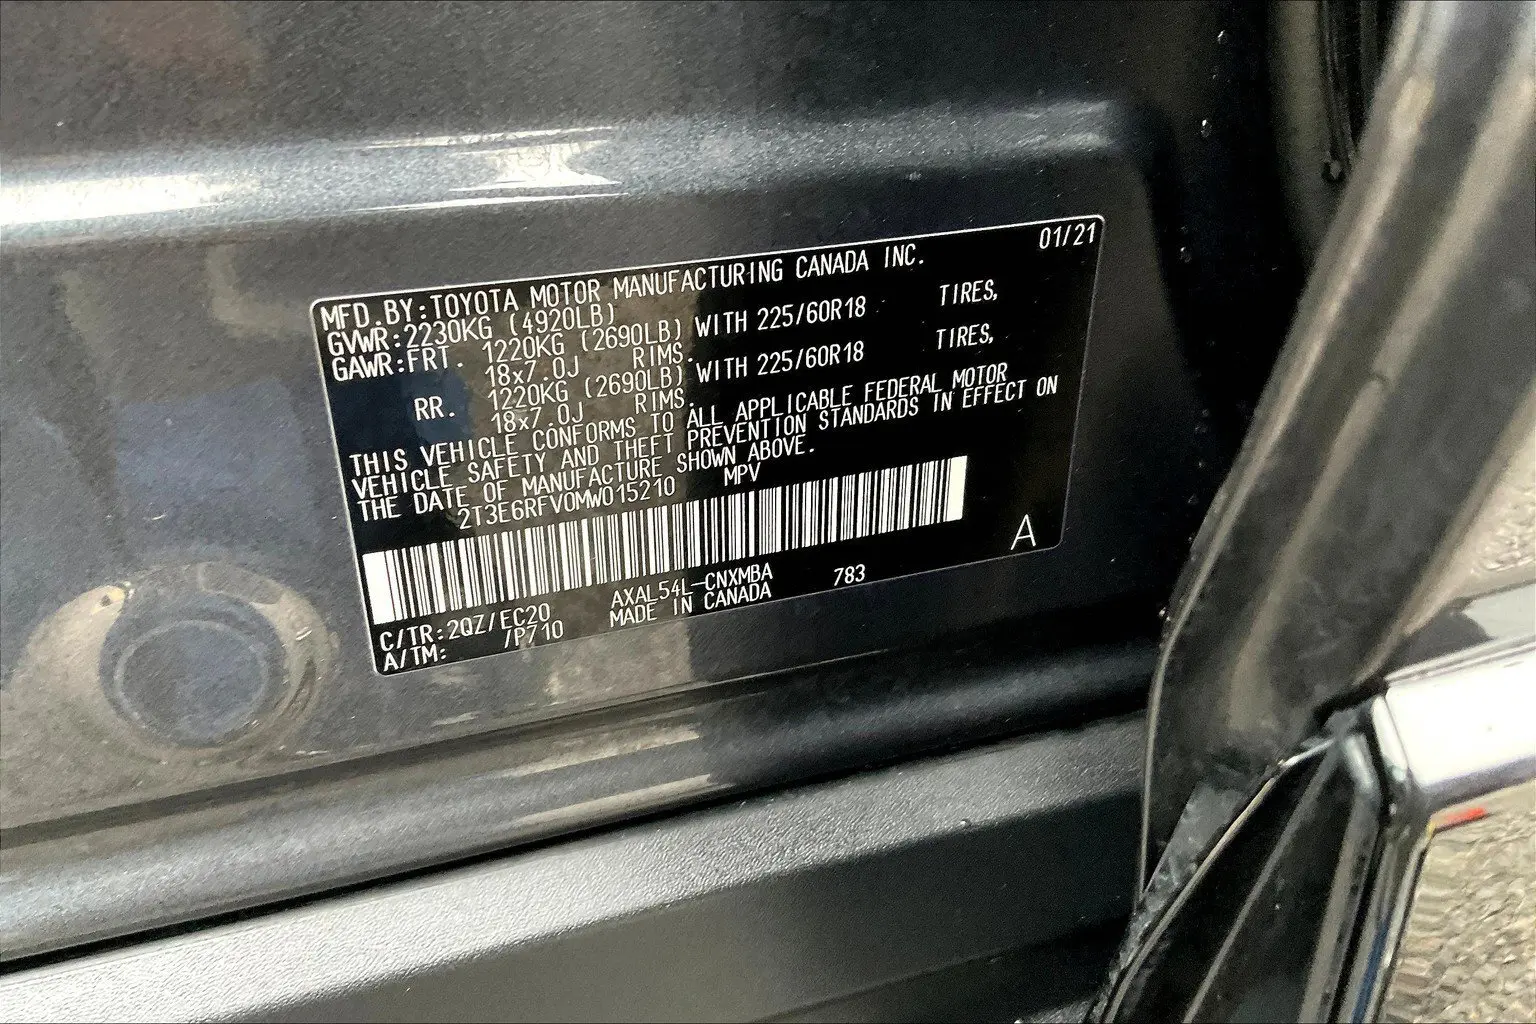 01/21
MFD.BY:TOYOTA MOTOR MANUFACTURING CANADA INC.
GVWR:2230KG (4920LB)
GAWR:FRT. 1220KG (2690LB) WITH 225/60R18 TIRES,
18x7.0J RIMS.
RR. 1220KG (2690LB) WITH 225/60R18 TIRES,
18x7.0J RIMS.
THIS VEHICLE CONFORMS TO ALL APPLICABLE FEDERAL MOTOR
VEHICLE SAFETY AND THEFT PREVENTION STANDARDS IN EFFECT ON
THE DATE OF MANUFACTURE SHOWN ABOVE.
2T3E6RFV0MW015210 MPV
A
C/TR:2QZ/EC20 AXAL54L-CNXMBA 783
A/TM: /P710 MADE IN CANADA